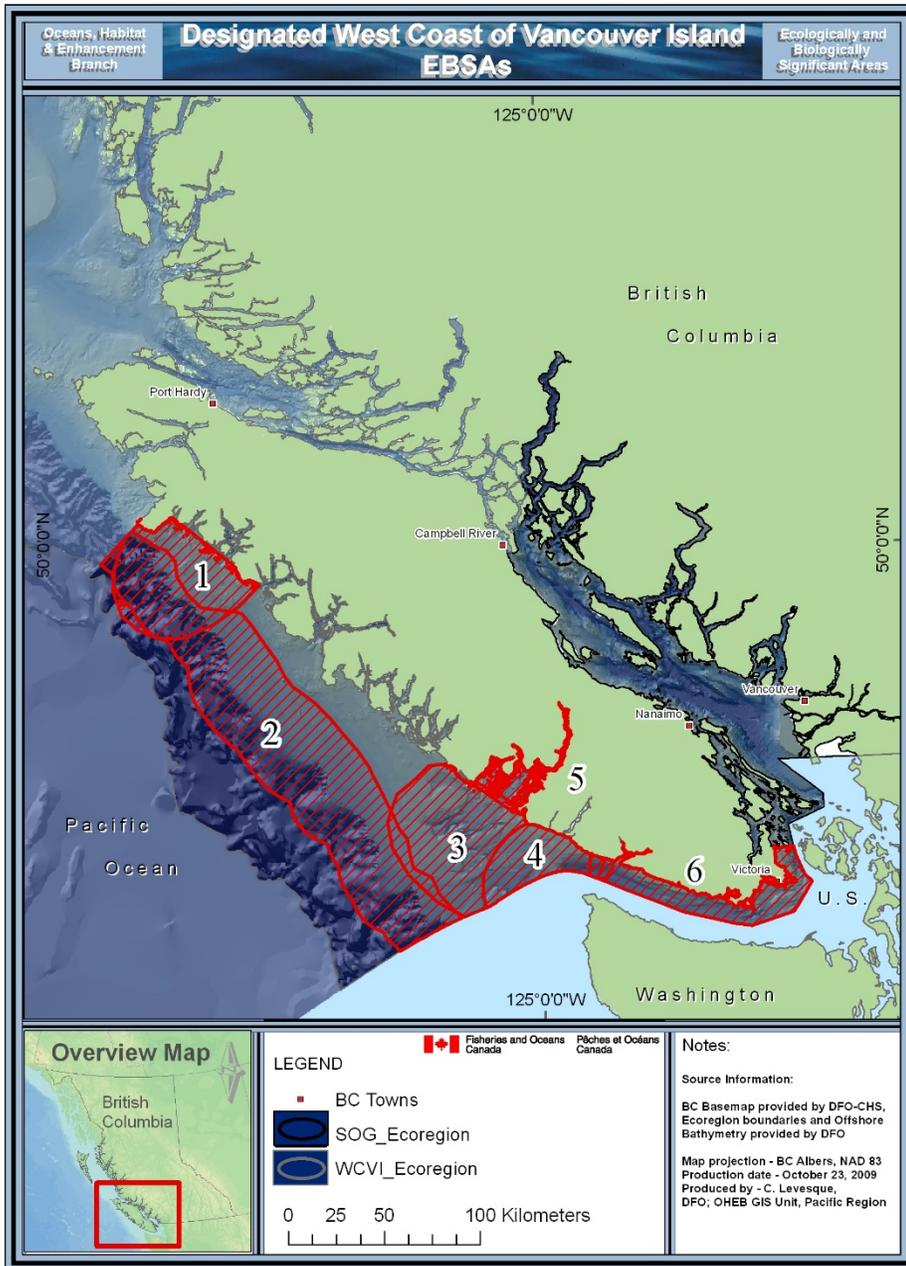 Oceans, Habitat
& Enhancement
Branch
Designated West Coast of Vancouver Island
EBSAs
Ecologically and
Biologically
Significant Areas
125°0'0"W
British
Columbia
Port Hardy
Campbell River
50°0'0"N
50°0'0"N
1
Vancouver
Nanaimo
2
5
Pacific
Ocean
3
4
6
Victoria
U.S.
Washington
125°0'0"W
Overview Map
British
Columbia
Fisheries and Oceans
Canada
Pêches et Océans
Canada
LEGEND
BC Towns
SOG_Ecoregion
WCVI_Ecoregion
0 25 50 100 Kilometers
Notes:
Source Information:
BC Basemap provided by DFO-CHS,
Ecoregion boundaries and Offshore
Bathymetry provided by DFO
Map projection - BC Albers, NAD 83
Production date - October 23, 2009
Produced by - C. Levesque,
DFO; OHEB GIS Unit, Pacific Region